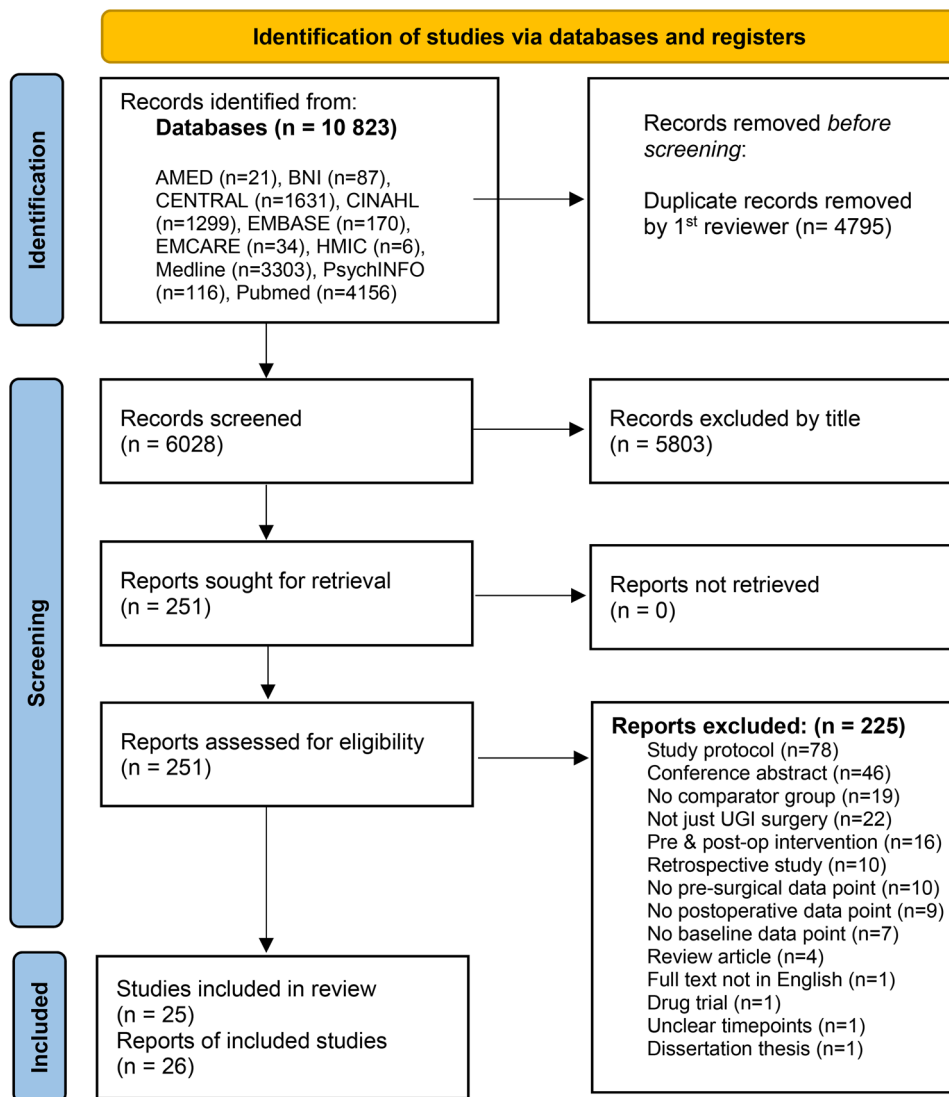 Identification of studies via databases and registers
Identification
Records identified from:
Databases (n = 10 823)
AMED (n=21), BNI (n=87),
CENTRAL (n=1631), CINAHL
(n=1299), EMBASE (n=170),
EMCARE (n=34), HMIC (n=6),
Medline (n=3303), PsychINFO
(n=116), Pubmed (n=4156)
Records removed before
screening:
Duplicate records removed
by 1st reviewer (n= 4795)
Screening
Records screened
(n = 6028)
Records excluded by title
(n = 5803)
Reports sought for retrieval
(n = 251)
Reports not retrieved
(n = 0)
Reports assessed for eligibility
(n = 251)
Reports excluded: (n = 225)
Study protocol (n=78)
Conference abstract (n=46)
No comparator group (n=19)
Not just UGI surgery (n=22)
Pre & post-op intervention (n=16)
Retrospective study (n=10)
No pre-surgical data point (n=10)
No postoperative data point (n=9)
No baseline data point (n=7)
Review article (n=4)
Full text not in English (n=1)
Drug trial (n=1)
Unclear timepoints (n=1)
Dissertation thesis (n=1)
Included
Studies included in review
(n = 25)
Reports of included studies
(n = 26)